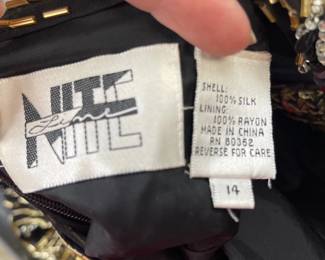 NITE
Line
SHELL:
100% SILK
LINING:
100% RAYON
MADE IN CHINA
RN 80362
REVERSE FOR CARE
14